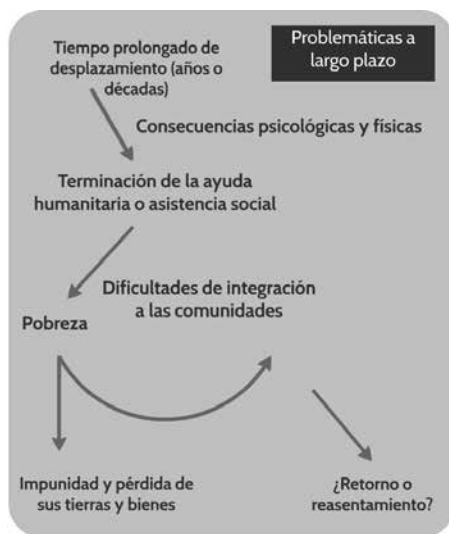 Problemáticas a
largo plazo
Tiempo prolongado de
desplazamiento (años o
décadas)
Consecuencias psicológicas y físicas
Terminación de la ayuda
humanitaria o asistencia social
Dificultades de integración
a las comunidades
Pobreza
Impunidad y pérdida de
sus tierras y bienes
¿Retorno o
reasentamiento?